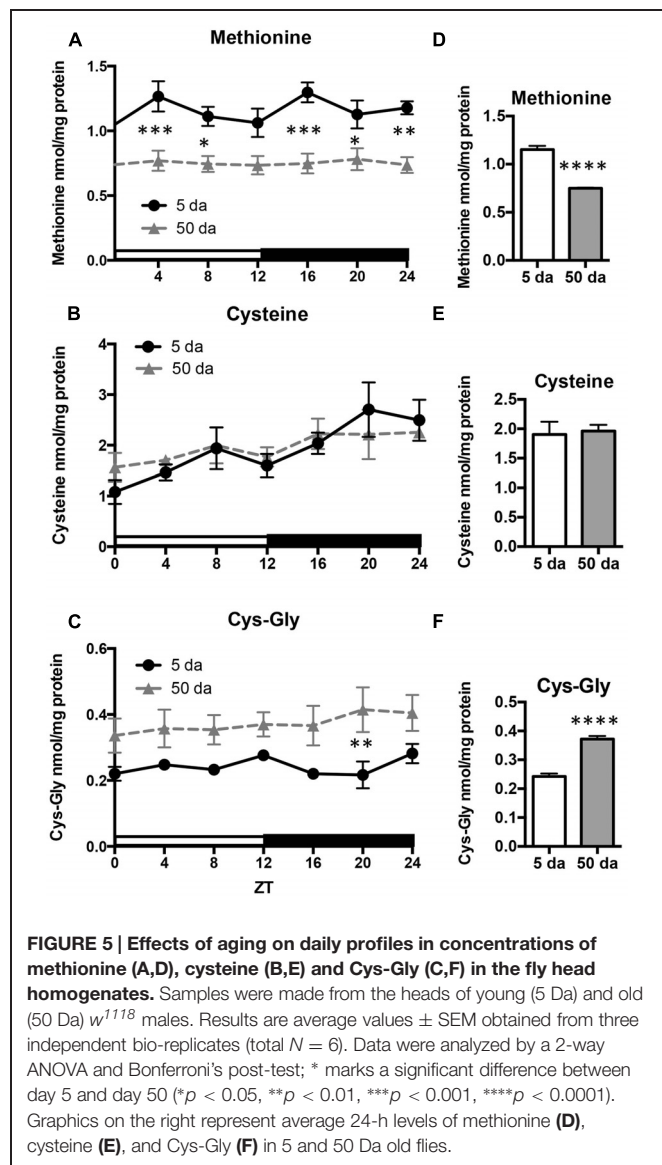 A
Methionine
Methionine nmol/mg protein
1.5
1.0
0.5
0.0
***
*
***
*
**
5 da
50 da
4 8 12 16 20 24
D
Methionine
Methionine nmol/mg protein
1.5
1.0
0.5
0.0
****
5 da 50 da
B
Cysteine
Cysteine nmol/mg protein
4
3
2
1
0
5 da
50 da
0 4 8 12 16 20 24
E
Cysteine
Cysteine nmol/mg protein
2.5
2.0
1.5
1.0
0.5
0.0
5 da 50 da
C
Cys-Gly
Cys-Gly nmol/mg protein
0.6
0.4
0.2
0.0
5 da
50 da
**
0 4 8 12 16 20 24
ZT
F
Cys-Gly
Cys-Gly nmol/mg protein
0.5
0.4
0.3
0.2
0.1
0.0
****
5 da 50 da
FIGURE 5 | Effects of aging on daily profiles in concentrations of
methionine (A,D), cysteine (B,E) and Cys-Gly (C,F) in the fly head
homogenates. Samples were made from the heads of young (5 Da) and old
(50 Da) w1118 males. Results are average values ± SEM obtained from three
independent bio-replicates (total N = 6). Data were analyzed by a 2-way
ANOVA and Bonferroni's post-test; * marks a significant difference between
day 5 and day 50 (*p < 0.05, **p < 0.01, ***p < 0.001, ****p < 0.0001).
Graphics on the right represent average 24-h levels of methionine (D),
cysteine (E), and Cys-Gly (F) in 5 and 50 Da old flies.